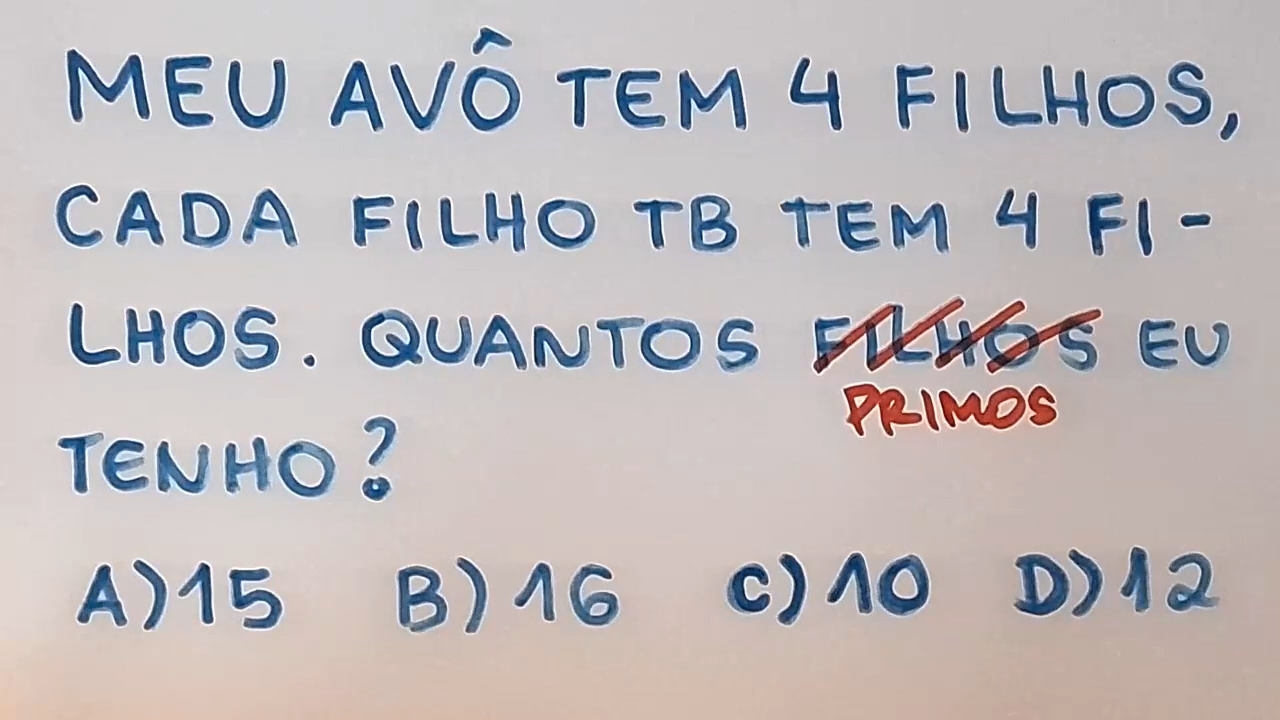 MEU AVÔ TEM 4 FILHOS,
CADA FILHO TB TEM 4 FI-
LHOS. QUANTOS FILHOS EU
PRIMOS
TENHO?
A) 15 B) 16 C) 10 D) 12